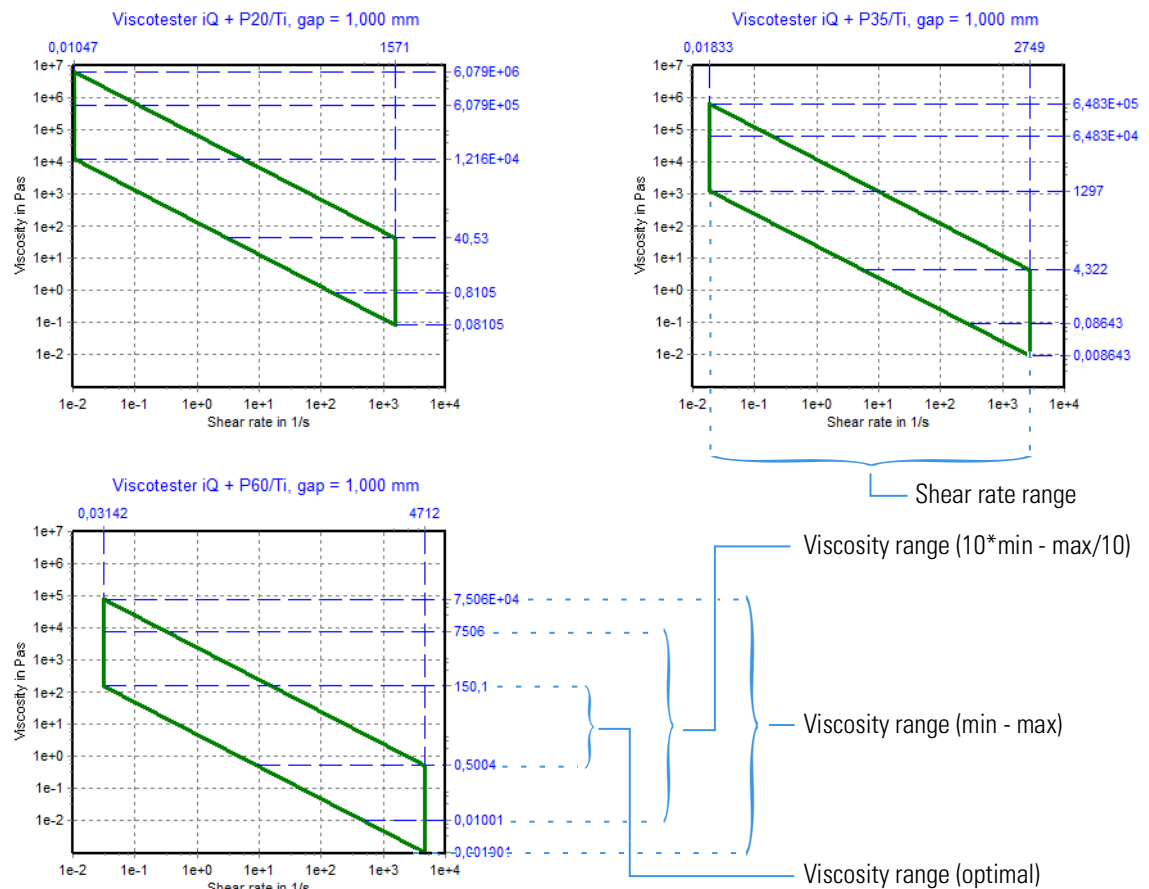 Viscotester iQ + P20/Ti, gap = 1,000 mm
0,01047 1571
1e+7
1e+6
1e+5
1e+4
1e+3
1e+2
1e+1
1e+0
1e-1
1e-2
Viscosity in Pas
6,079E+06
6,079E+05
1,216E+04
40,53
0,8105
0,08105
1e-2 1e-1 1e+0 1e+1 1e+2 1e+3 1e+4
Shear rate in 1/s
Viscotester iQ + P35/Ti, gap = 1,000 mm
0,01833 2749
1e+7
1e+6
1e+5
1e+4
1e+3
1e+2
1e+1
1e+0
1e-1
1e-2
Viscosity in Pas
6,483E+05
6,483E+04
1297
4,322
0,08643
0,008643
1e-2 1e-1 1e+0 1e+1 1e+2 1e+3 1e+4
Shear rate in 1/s
Shear rate range
Viscotester iQ + P60/Ti, gap = 1,000 mm
0,03142 4712
1e+7
1e+6
1e+5
1e+4
1e+3
1e+2
1e+1
1e+0
1e-1
1e-2
Viscosity in Pas
7,506E+04
7506
150,1
0,5004
0,01001
1e-2 1e-1 1e+0 1e+1 1e+2 1e+3 1e+4
Shear rate in 1/s
Viscosity range (10*min - max/10)
Viscosity range (min - max)
Viscosity range (optimal)